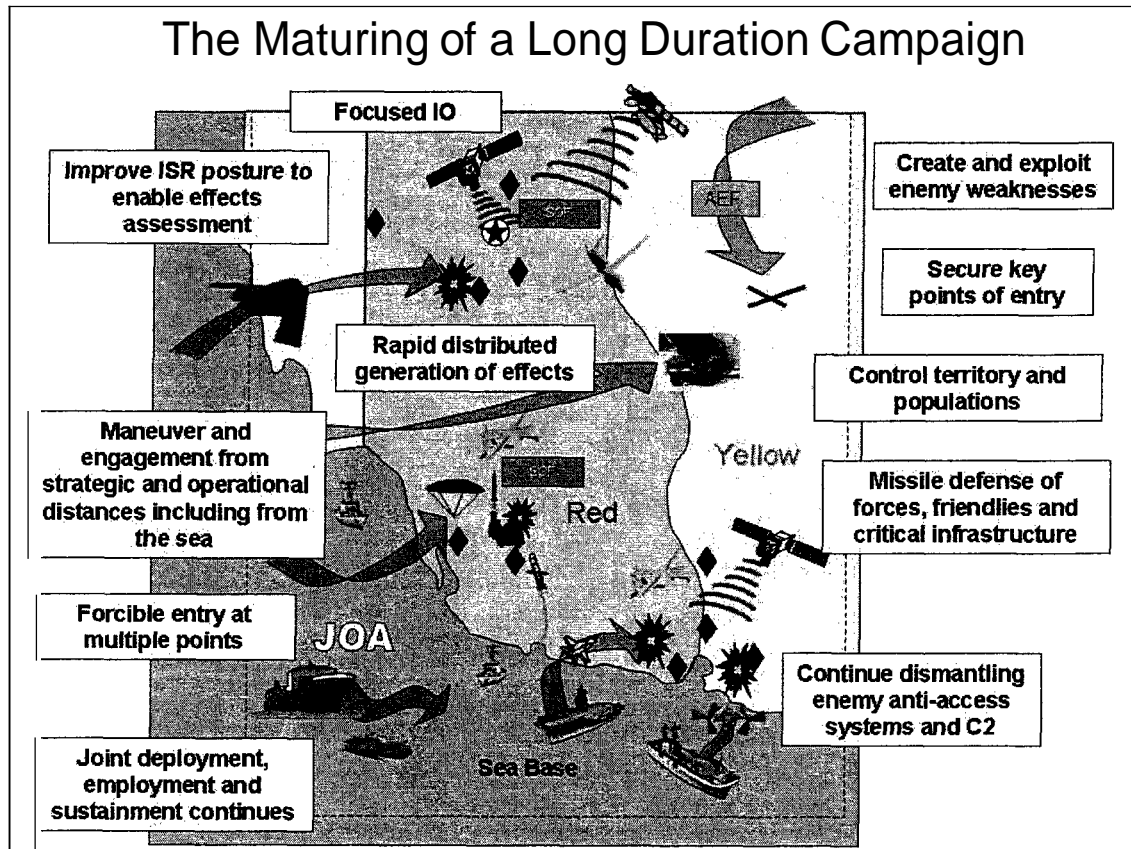 The Maturing of a Long Duration Campaign
Focused IO
Improve ISR posture to
enable effects
assessment
AEF
Create and exploit
enemy weaknesses
Secure key
points of entry
Rapid distributed
generation of effects
Control territory and
populations
Maneuver and
engagement from
strategic and operational
distances including from
the sea
Yellow
Red
Missile defense of
forces, friendlies and
critical infrastructure
Forcible entry at
multiple points
JOA
Continue dismantling
enemy anti-access
systems and C2
Joint deployment,
employment and
sustainment continues
Sea Base